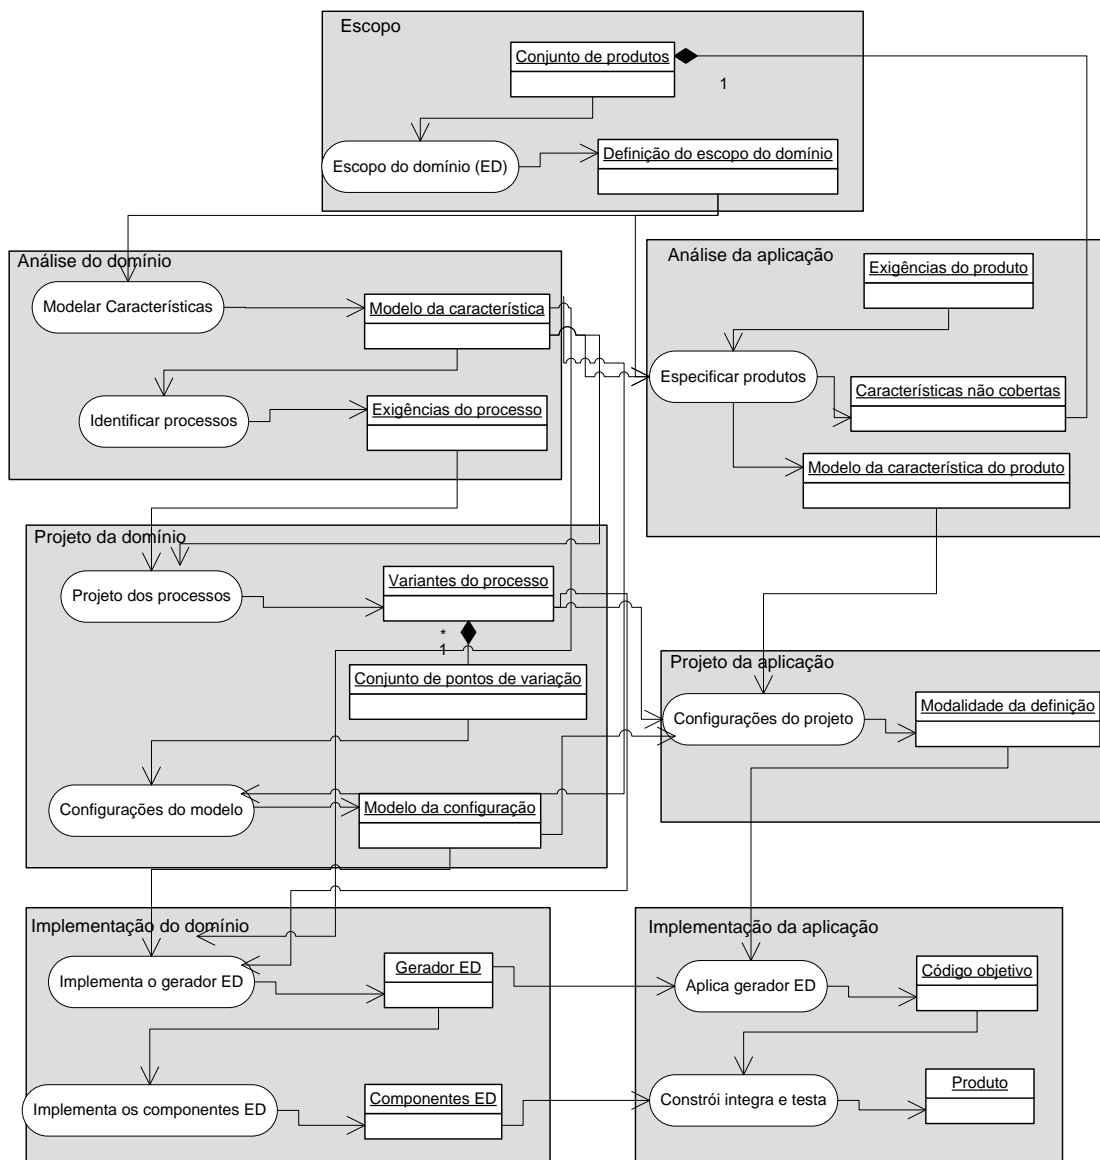 Escopo
Conjunto de produtos
1
Escopo do domínio (ED)
Definição do escopo do domínio
Análise do domínio
Modelar Características
Modelo da característica
Identificar processos
Exigências do processo
Análise da aplicação
Exigências do produto
Especificar produtos
Características não cobertas
Modelo da característica do produto
Projeto da domínio
Projeto dos processos
Variantes do processo
*
1
Conjunto de pontos de variação
Configurações do modelo
Modelo da configuração
Projeto da aplicação
Configurações do projeto
Modalidade da definição
Implementação do domínio
Implementa o gerador ED
Gerador ED
Implementa os componentes ED
Componentes ED
Implementação da aplicação
Aplica gerador ED
Código objetivo
Constrói integra e testa
Produto